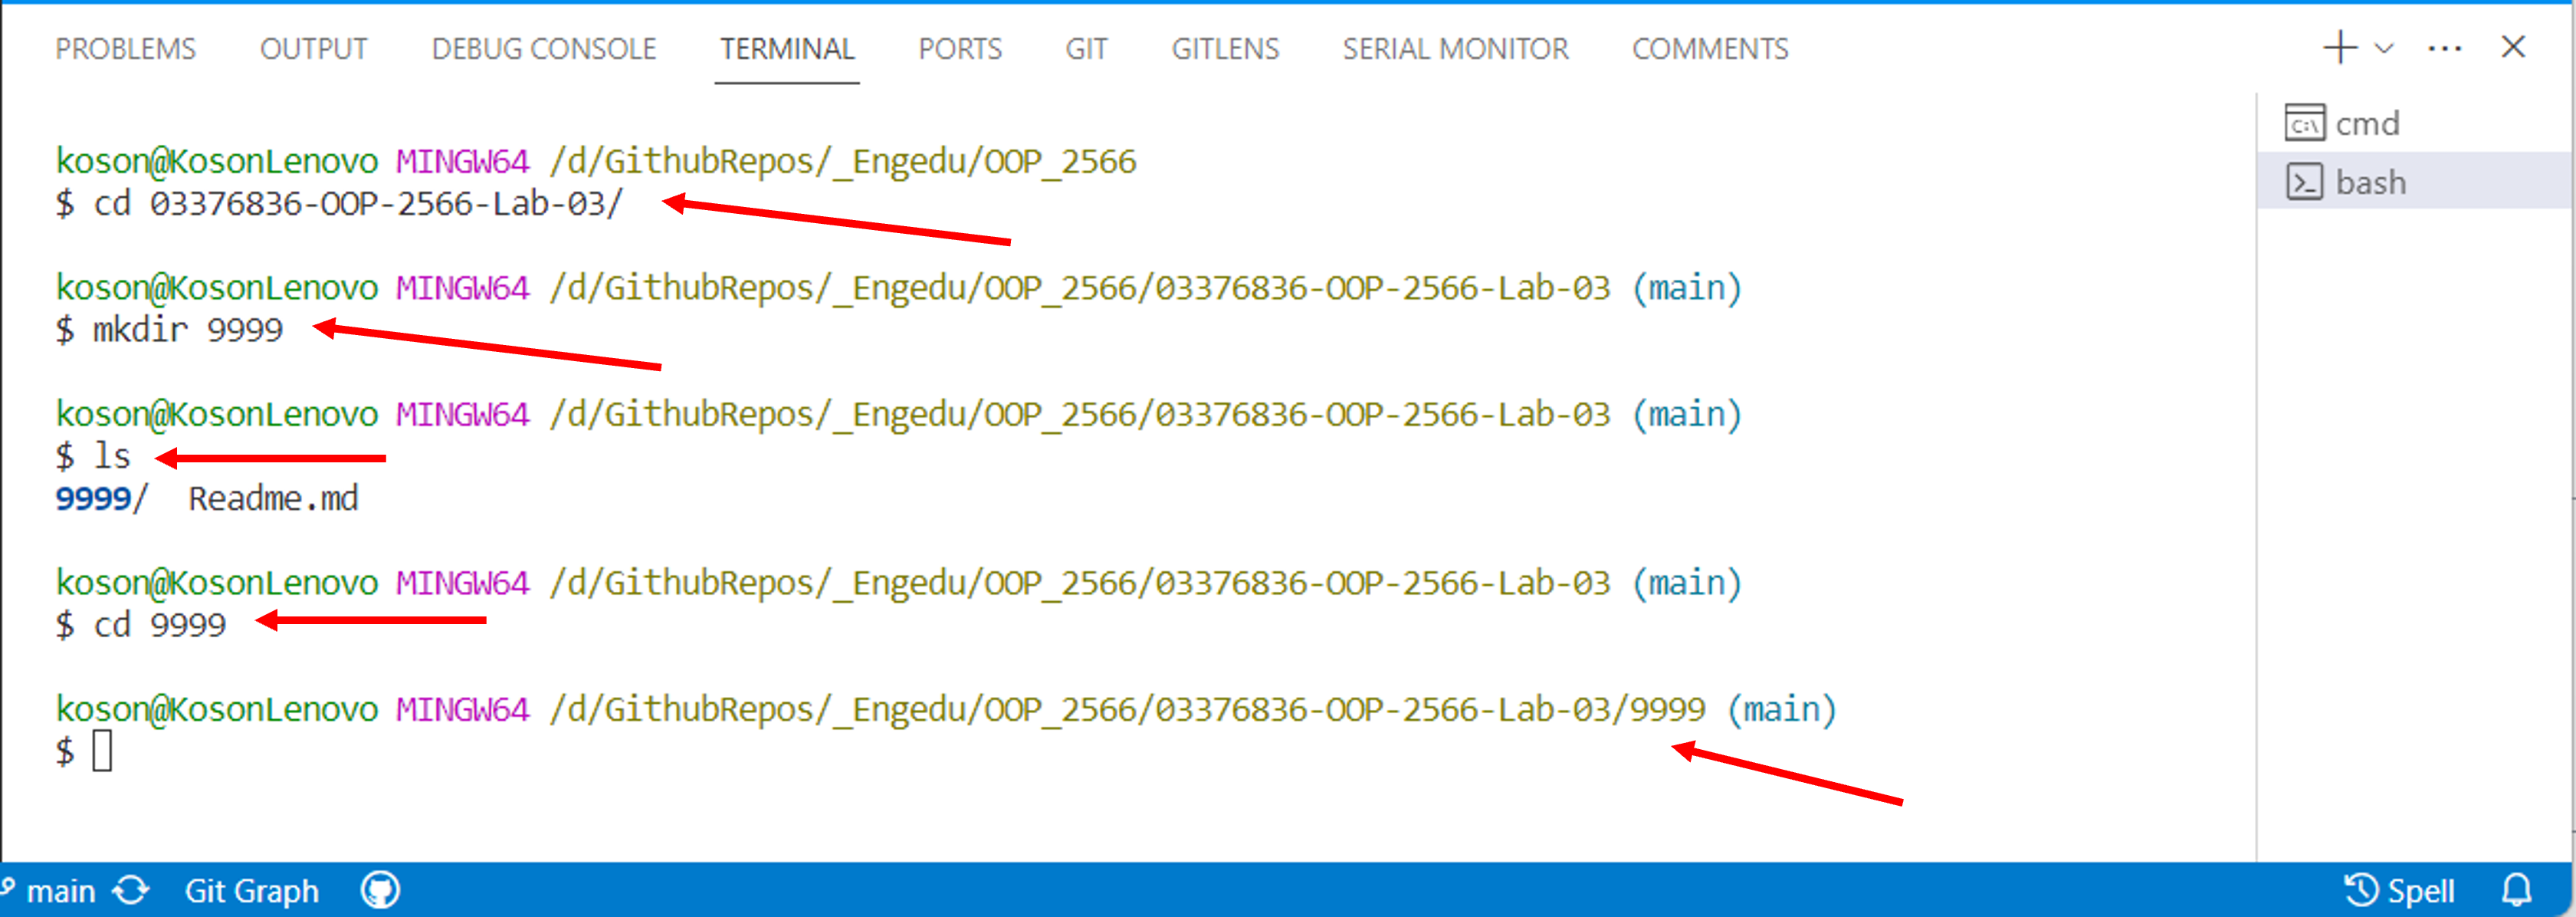 PROBLEMS OUTPUT DEBUG CONSOLE TERMINAL PORTS GIT GITLENS SERIAL MONITOR COMMENTS
cmd
bash
koson@KosonLenovo MINGW64 /d/GithubRepos/_Engedu/OOP_2566
$ cd 03376836-OOP-2566-Lab-03/
koson@KosonLenovo MINGW64 /d/GithubRepos/_Engedu/OOP_2566/03376836-OOP-2566-Lab-03 (main)
$ mkdir 9999
koson@KosonLenovo MINGW64 /d/GithubRepos/_Engedu/OOP_2566/03376836-OOP-2566-Lab-03 (main)
$ ls
9999/ Readme.md
koson@KosonLenovo MINGW64 /d/GithubRepos/_Engedu/OOP_2566/03376836-OOP-2566-Lab-03 (main)
$ cd 9999
koson@KosonLenovo MINGW64 /d/GithubRepos/_Engedu/OOP_2566/03376836-OOP-2566-Lab-03/9999 (main)
$
main Git Graph Spell